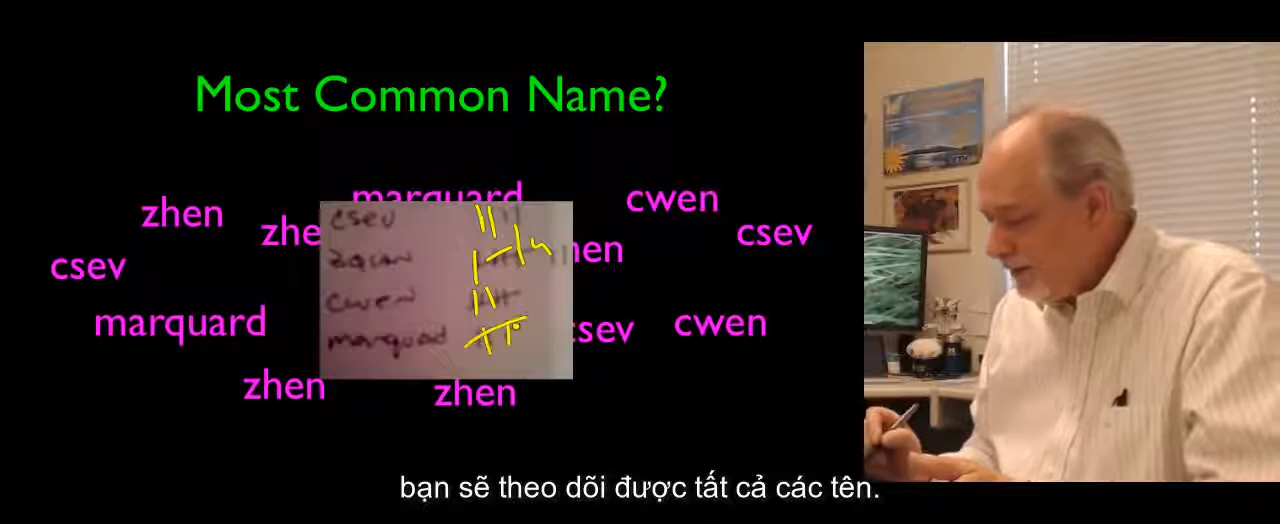 Most Common Name?
marquard
cwen
zhen
zhe
csev
hen
csev
csev
cwen
marquard
csev
cwen
marquad
zhen
zhen
bạn sẽ theo dõi được tất cả các tên.